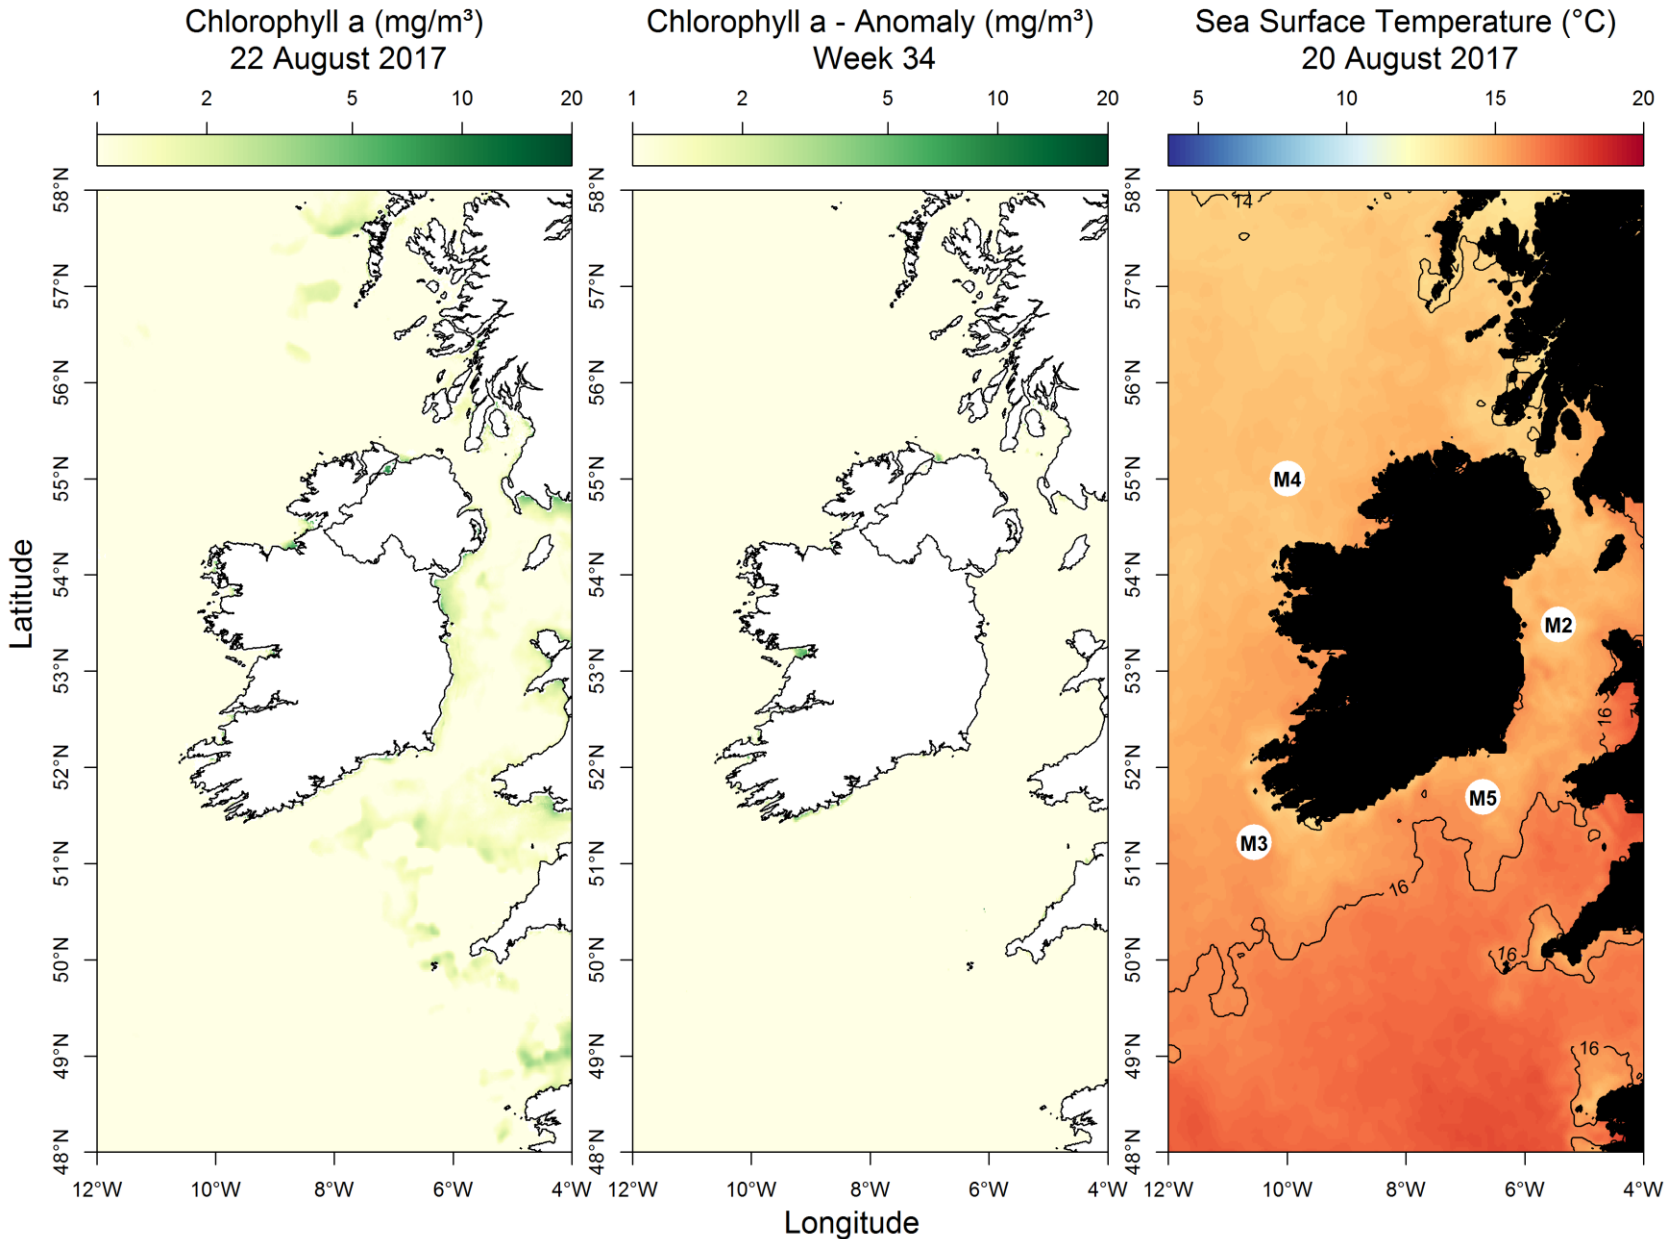 Chlorophyll a (mg/m³)
22 August 2017
1 2 5 10 20
Chlorophyll a - Anomaly (mg/m³)
Week 34
1 2 5 10 20
Sea Surface Temperature (°C)
20 August 2017
5 10 15 20
Latitude
58°N
57°N
56°N
55°N
54°N
53°N
52°N
51°N
50°N
49°N
48°N
12°W 10°W 8°W 6°W 4°W
58°N
57°N
56°N
55°N
54°N
53°N
52°N
51°N
50°N
49°N
48°N
12°W 10°W 8°W 6°W 4°W
58°N
57°N
56°N
55°N
54°N
53°N
52°N
51°N
50°N
49°N
48°N
14
M4
M2
16
M5
M3
16
16
16
12°W 10°W 8°W 6°W 4°W
Longitude